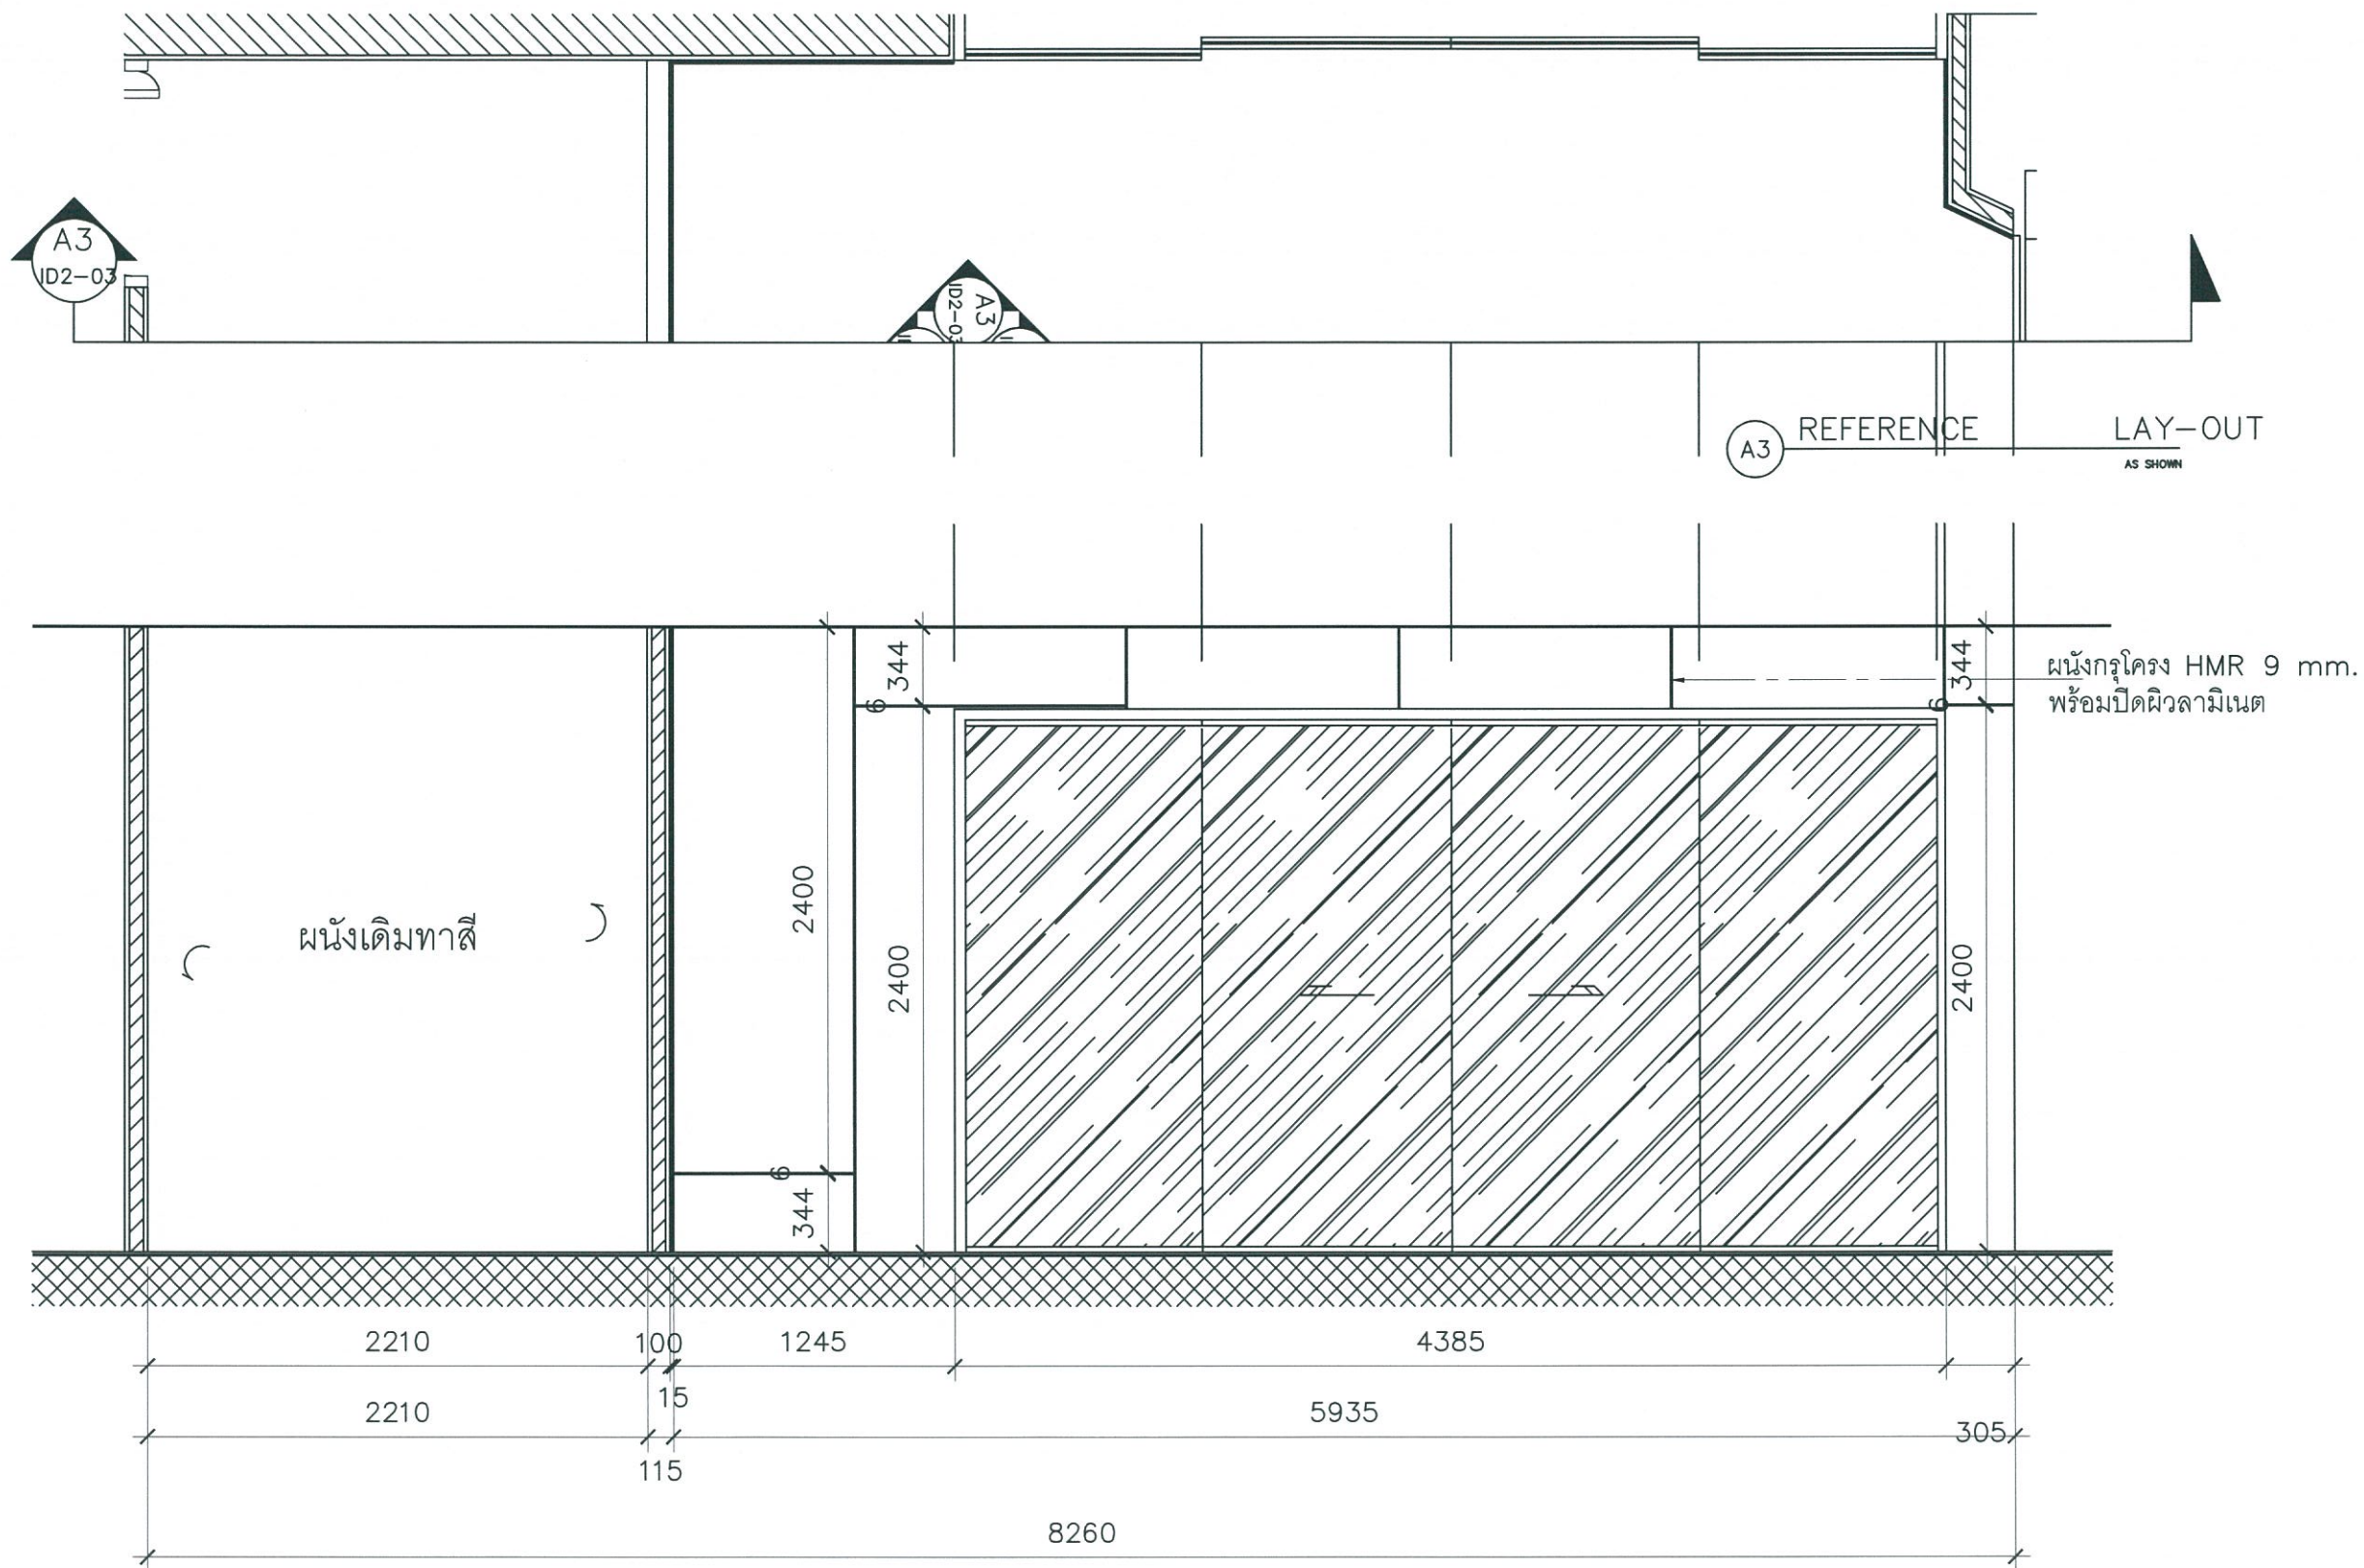 A3
ID2-03
A3
ID2-03
A3
REFERENCE LAY-OUT
AS SHOWN
344
344
ผนังกรุโครง HMR 9 mm.
พร้อมปิดผิวลามิเนต
6
6
2400
2400
2400
ผนังเดิมทาสี
6
344
2210 100 1245 4385
15
2210 5935
305
115
8260